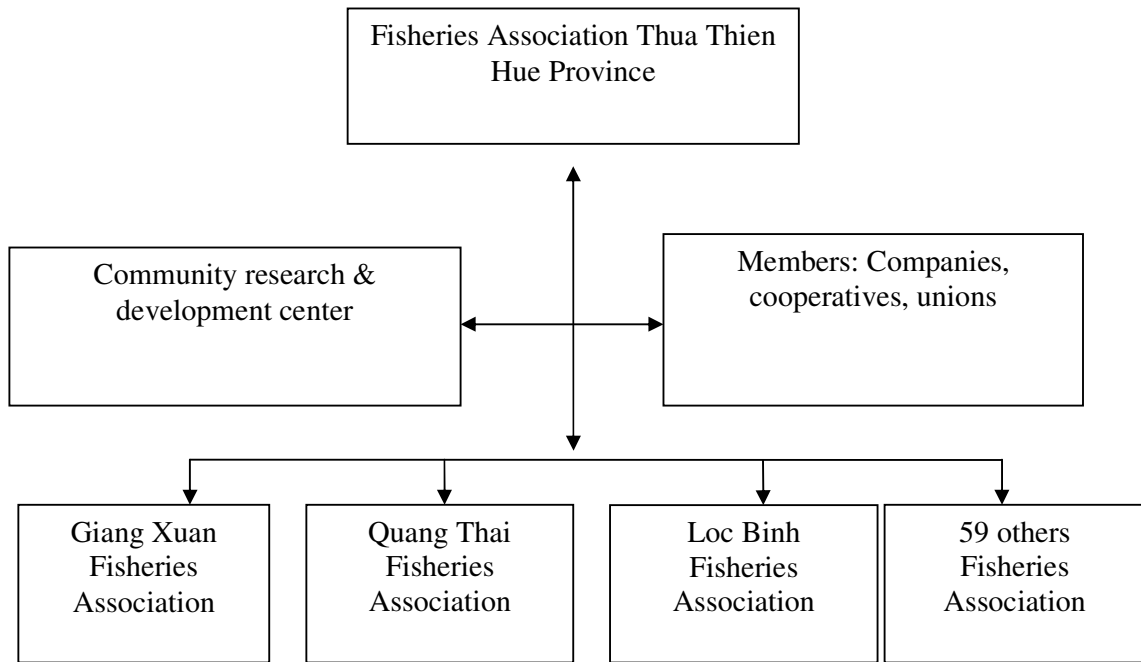 Fisheries Association Thua Thien
Hue Province
Community research &
development center
Members: Companies,
cooperatives, unions
Giang Xuan
Fisheries
Association
Quang Thai
Fisheries
Association
Loc Binh
Fisheries
Association
59 others
Fisheries
Association